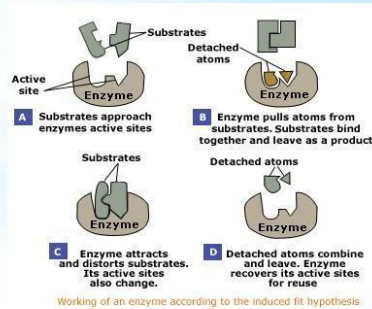 Substrates
Active
site
Enzyme
A Substrates approach
enzymes active sites
Detached
atoms
Enzyme
B Enzyme pulls atoms from
substrates. Substrates bind
together and leave as a product
Substrates
Enzyme
C Enzyme attracts
and distorts substrates.
Its active sites
also change.
Detached atoms
Enzyme
D Detached atoms combine
and leave. Enzyme
recovers its active sites
for reuse
Working of an enzyme according to the induced fit hypothesis